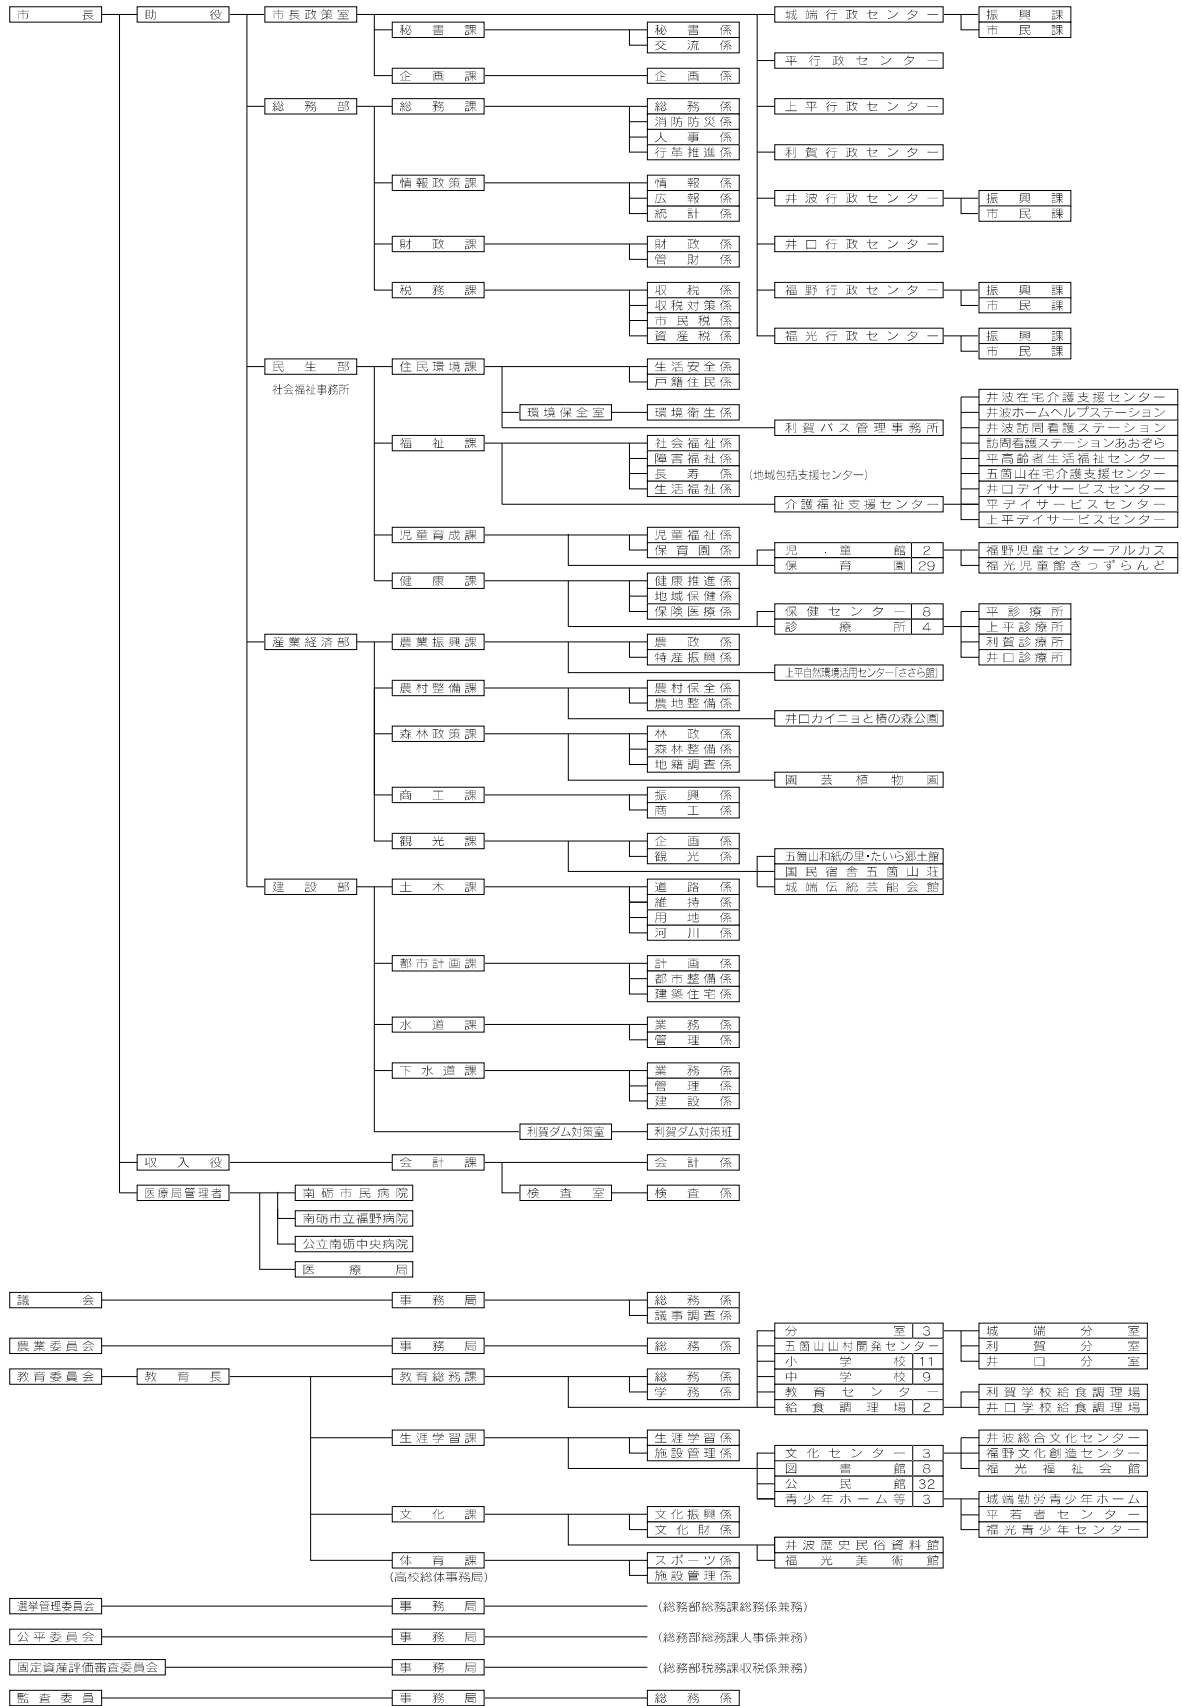 市長 助役 市長政策室 城端行政センター 振興課
秘書課 秘書係 市民課
交流係
平行政センター
企画課 企画係
総務部 総務課 総務係 上平行政センター
消防防災係
人事係
行革推進係 利賀行政センター
情報政策課 情報係
広報係 井波行政センター 振興課
統計係 市民課
財政課 財政係 井口行政センター
管財係
税務課 収税係 福野行政センター 振興課
収税対策係 市民課
市民税係
資産税係 福光行政センター 振興課
市民課
民生部 住民環境課 生活安全係
社会福祉事務所 戸籍住民係
井波在宅介護支援センター
環境保全室 環境衛生係 井波ホームヘルプステーション
利賀バス管理事務所 井波訪問看護ステーション
福祉課 社会福祉係 訪問看護ステーションあおぞら
障害福祉係 平高齢者生活福祉センター
長寿係 (地域包括支援センター) 五箇山在宅介護支援センター
生活福祉係 井口デイサービスセンター
介護福祉支援センター 平デイサービスセンター
上平デイサービスセンター
児童育成課 児童福祉係
保育園係 児童館 2 福野児童センターアルカス
保育園 29 福光児童館きっずらんど
健康課 健康推進係
地域保健係
保険医療係 保健センター 8 平診療所
診療所 4 上平診療所
産業経済部 農業振興課 農政係 利賀診療所
特産振興係 井口診療所
上平自然環境活用センター「ささら館」
農村整備課 農村保全係
農地整備係
井口カイニョと椿の森公園
森林政策課 林政係
森林整備係
地籍調査係
園芸植物園
商工課 振興係
商工係
観光課 企画係
観光係 五箇山和紙の里・たいら郷土館
国民宿舎五箇山荘
建設部 土木課 道路係 城端伝統芸能会館
維持係
用地係
河川係
都市計画課 計画係
都市整備係
建築住宅係
水道課 業務係
管理係
下水道課 業務係
管理係
建設係
利賀ダム対策室 利賀ダム対策班
収入役 会計課 会計係
医療局管理者 南砺市民病院 検査室 検査係
南砺市立福野病院
公立南砺中央病院
医療局
議会 事務局 総務係
議事調査係
分室 3 城端分室
農業委員会 事務局 総務係 五箇山山村開発センター 利賀分室
小学校 11 井口分室
教育委員会 教育長 教育総務課 総務係 中学校 9
学務係 教育センター 利賀学校給食調理場
給食調理場 2 井口学校給食調理場
生涯学習課 生涯学習係 井波総合文化センター
施設管理係 文化センター 3 福野文化創造センター
図書館 8 福光福祉会館
公民館 32
青少年ホーム等 3 城端勤労青少年ホーム
文化課 文化振興係 平若者センター
文化財係 福光青少年センター
井波歴史民俗資料館
体育課 スポーツ係 福光美術館
(高校総体事務局) 施設管理係
選挙管理委員会 事務局 (総務部総務課総務係兼務)
公平委員会 事務局 (総務部総務課人事係兼務)
固定資産評価審査委員会 事務局 (総務部税務課収税係兼務)
監査委員 事務局 総務係